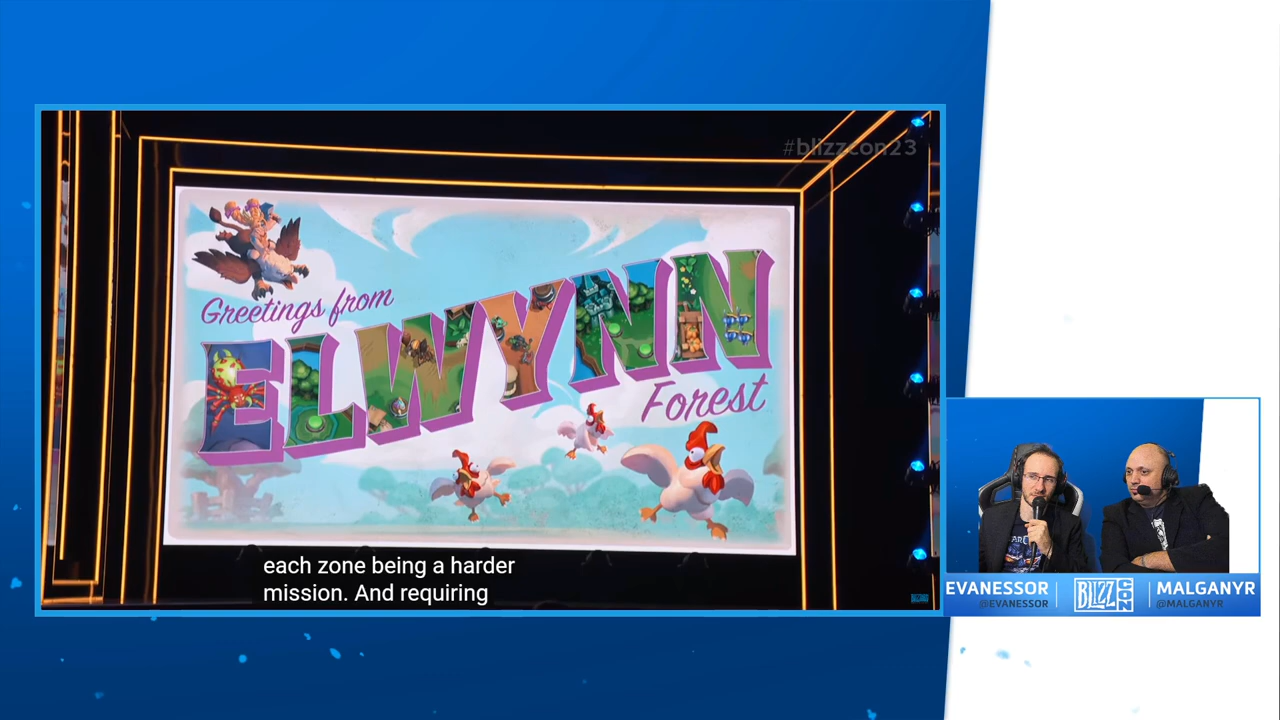 #blizzcon23
Greetings from
ELWYNN
Forest
each zone being a harder
mission. And requiring
EVANESSOR
@EVANESSOR
BLIZZCON
MALGANYR
@MALGANYR